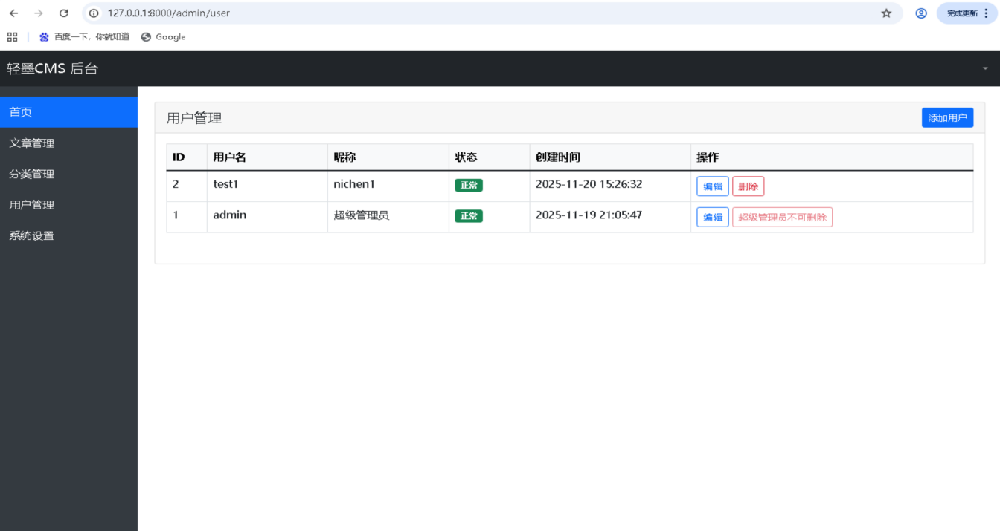 127.0.0.1:8000/admin/user
完成更新
百度一下，你就知道 Google
轻墨CMS 后台
首页
文章管理
分类管理
用户管理
系统设置
用户管理 添加用户
ID 用户名 昵称 状态 创建时间 操作
2 test1 nichen1 正常 2025-11-20 15:26:32 编辑 删除
1 admin 超级管理员 正常 2025-11-19 21:05:47 编辑 超级管理员不可删除